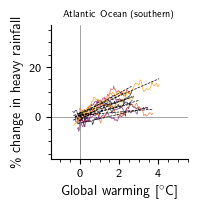 Atlantic Ocean (southern)
% change in heavy rainfall
20
0
0 2 4
Global warming [°C]